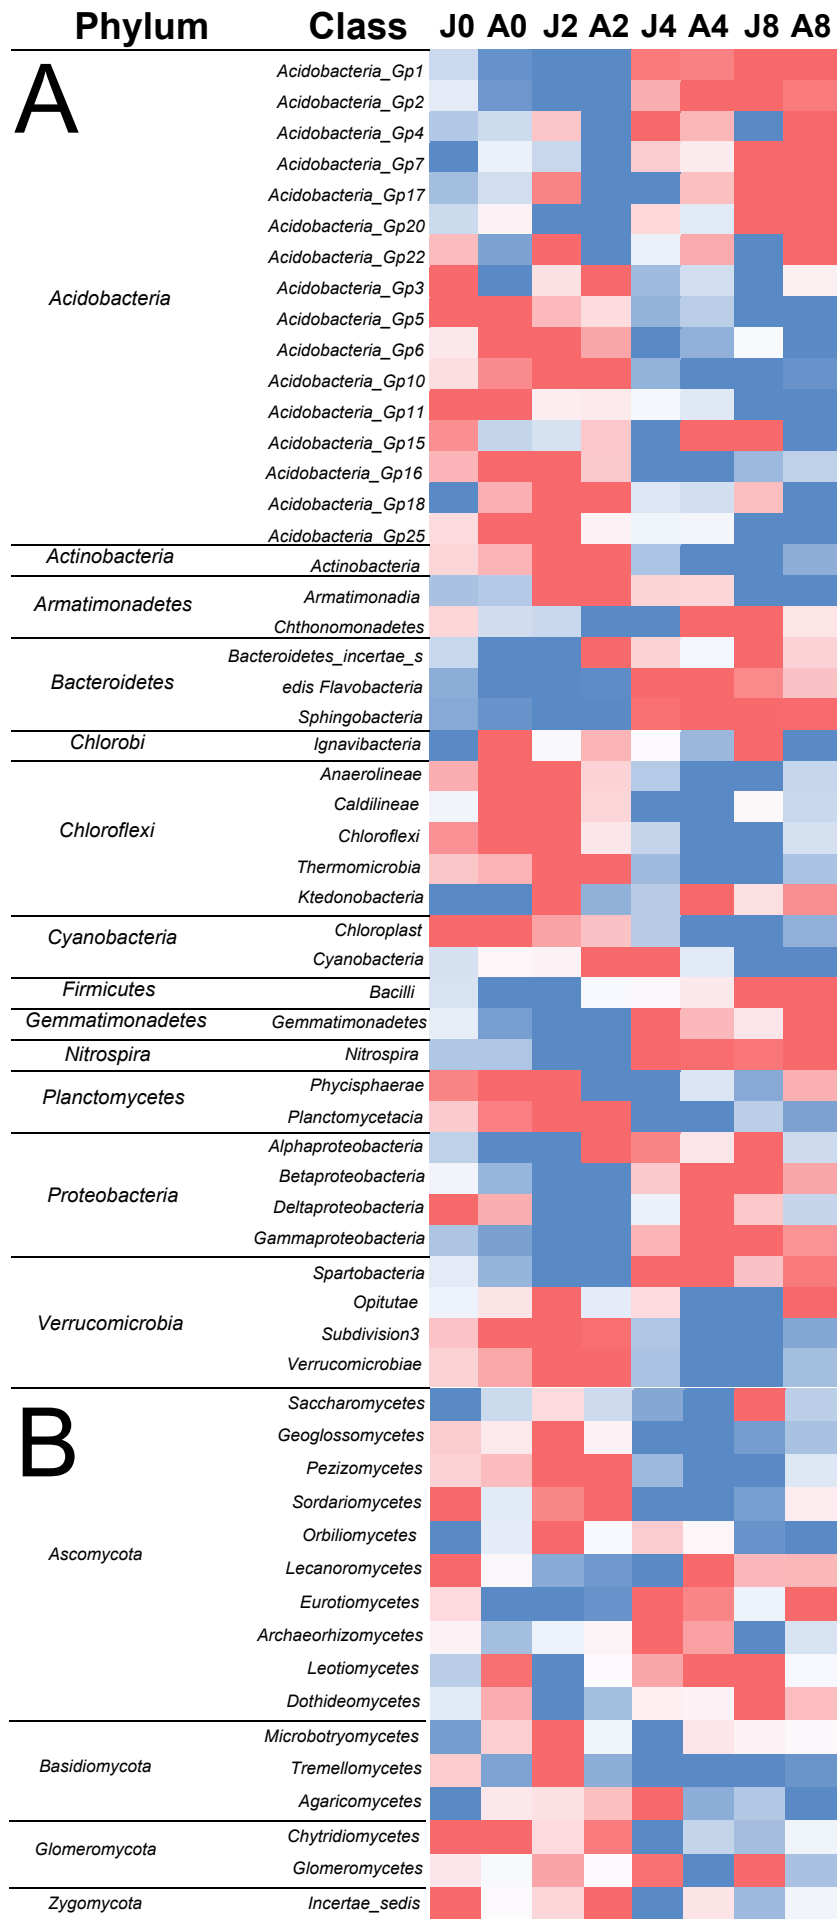 Phylum Class J0 A0 J2 A2 J4 A4 J8 A8
A
Acidobacteria_Gp1
Acidobacteria_Gp2
Acidobacteria_Gp4
Acidobacteria_Gp7
Acidobacteria_Gp17
Acidobacteria_Gp20
Acidobacteria_Gp22
Acidobacteria_Gp3
Acidobacteria
Acidobacteria_Gp5
Acidobacteria_Gp6
Acidobacteria_Gp10
Acidobacteria_Gp11
Acidobacteria_Gp15
Acidobacteria_Gp16
Acidobacteria_Gp18
Acidobacteria_Gp25
Actinobacteria Actinobacteria
Armatimonadetes Armatimonadia
Chthonomonadetes
Bacteroidetes_incertae_s
Bacteroidetes edis Flavobacteria
Sphingobacteria
Chlorobi Ignavibacteria
Anaerolineae
Caldilineae
Chloroflexi Chloroflexi
Thermomicrobia
Ktedonobacteria
Cyanobacteria Chloroplast
Cyanobacteria
Firmicutes Bacilli
Gemmatimonadetes Gemmatimonadetes
Nitrospira Nitrospira
Planctomycetes Phycisphaerae
Planctomycetacia
Alphaproteobacteria
Betaproteobacteria
Proteobacteria Deltaproteobacteria
Gammaproteobacteria
Spartobacteria
Opitutae
Verrucomicrobia Subdivision3
Verrucomicrobiae
B
Saccharomycetes
Geoglossomycetes
Pezizomycetes
Sordariomycetes
Orbiliomycetes
Ascomycota
Lecanoromycetes
Eurotiomycetes
Archaeorhizomycetes
Leotiomycetes
Dothideomycetes
Microbotryomycetes
Basidiomycota Tremellomycetes
Agaricomycetes
Glomeromycota Chytridiomycetes
Glomeromycetes
Zygomycota Incertae_sedis